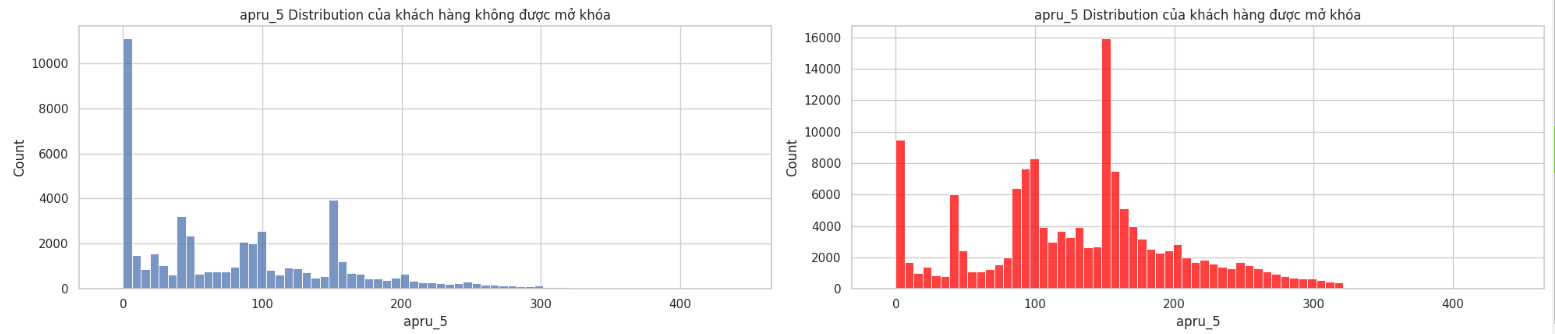 apru_5 Distribution của khách hàng không được mở khóa
10000
8000
6000
4000
2000
0
Count
0 100 200 300 400
apru_5
apru_5 Distribution của khách hàng được mở khóa
16000
14000
12000
10000
8000
6000
4000
2000
0
Count
0 100 200 300 400
apru_5